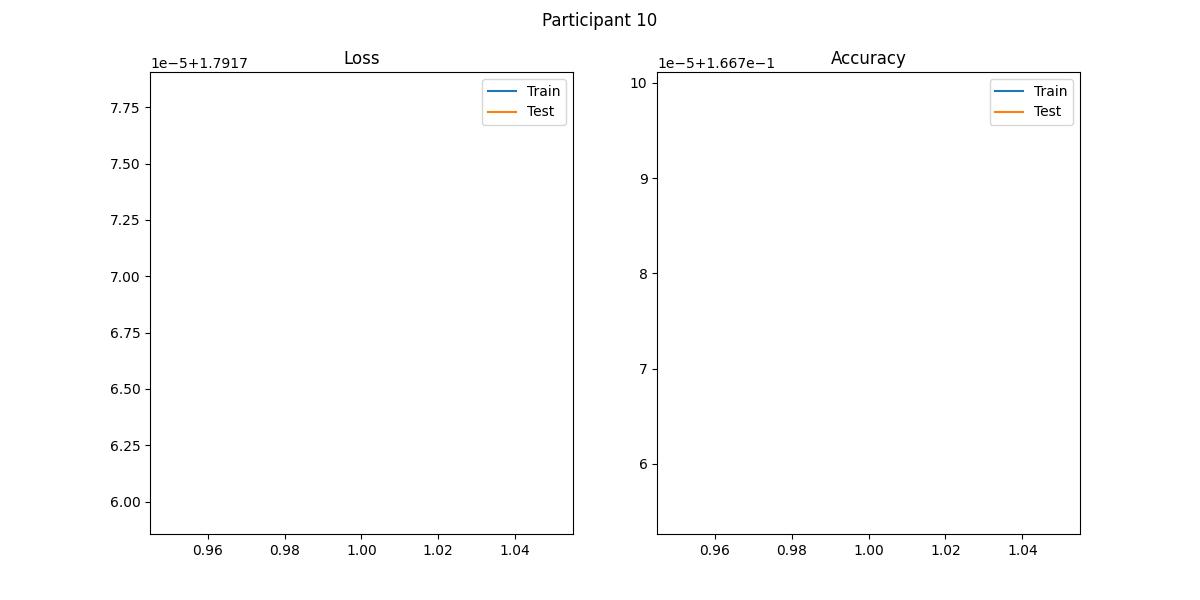 Participant 10
Loss
1e−5+1.7917
Train
Test
7.75
7.50
7.25
7.00
6.75
6.50
6.25
6.00
0.96 0.98 1.00 1.02 1.04
Accuracy
1e−5+1.667e−1
Train
Test
10
9
8
7
6
0.96 0.98 1.00 1.02 1.04